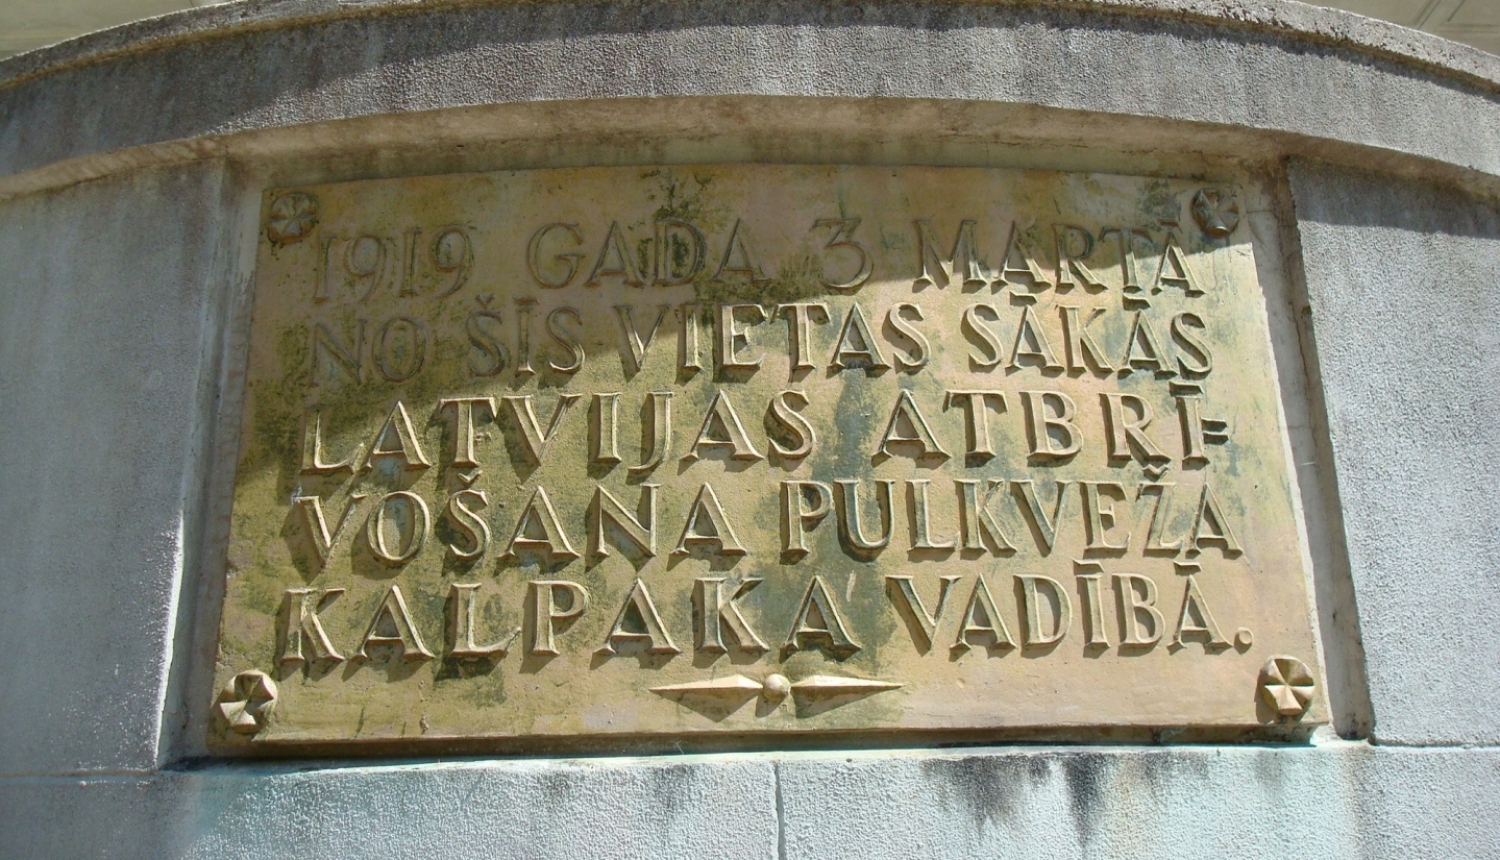 1919 GADA 3 MARTĀ
NO ŠĪS VIETAS SĀKĀS
LATVIJAS ATBRĪ-
VOŠANA PULKVEŽA
KALPAKA VADĪBĀ.